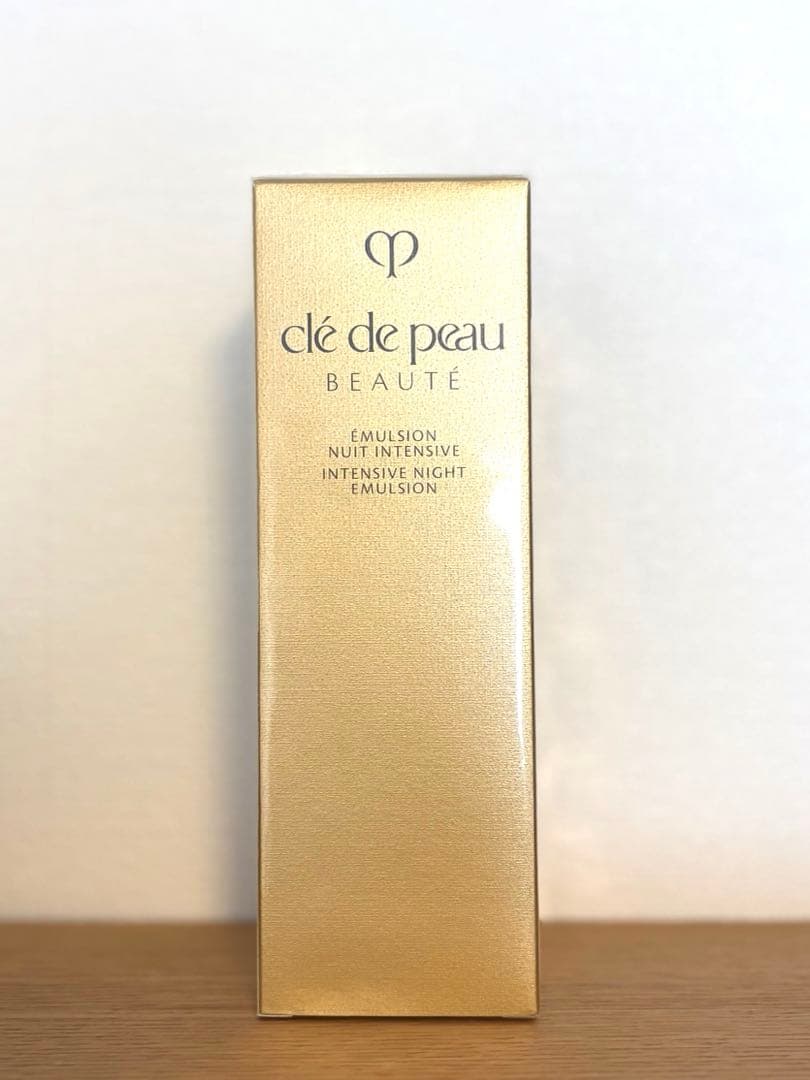 clé de peau
BEAUTÉ
ÉMULSION
NUIT INTENSIVE
INTENSIVE NIGHT
EMULSION